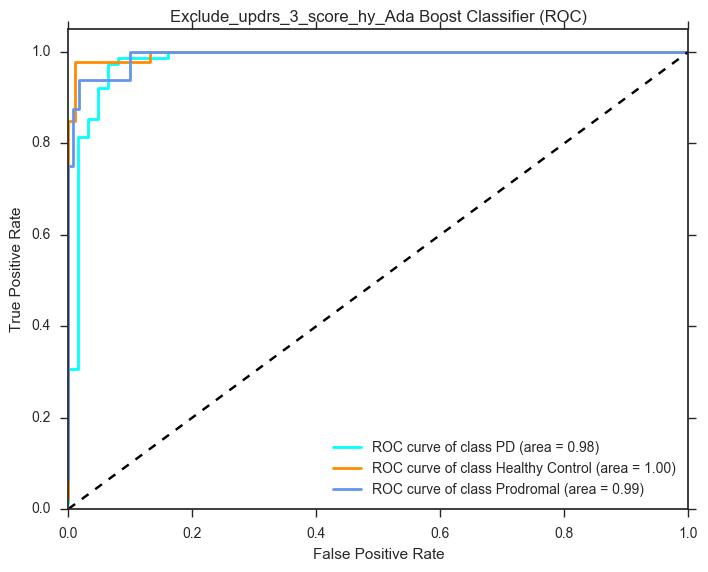 Exclude_updrs_3_score_hy_Ada Boost Classifier (ROC)
1.0
0.8
0.6
0.4
0.2
0.0
True Positive Rate
ROC curve of class PD (area = 0.98)
ROC curve of class Healthy Control (area = 1.00)
ROC curve of class Prodromal (area = 0.99)
0.0 0.2 0.4 0.6 0.8 1.0
False Positive Rate